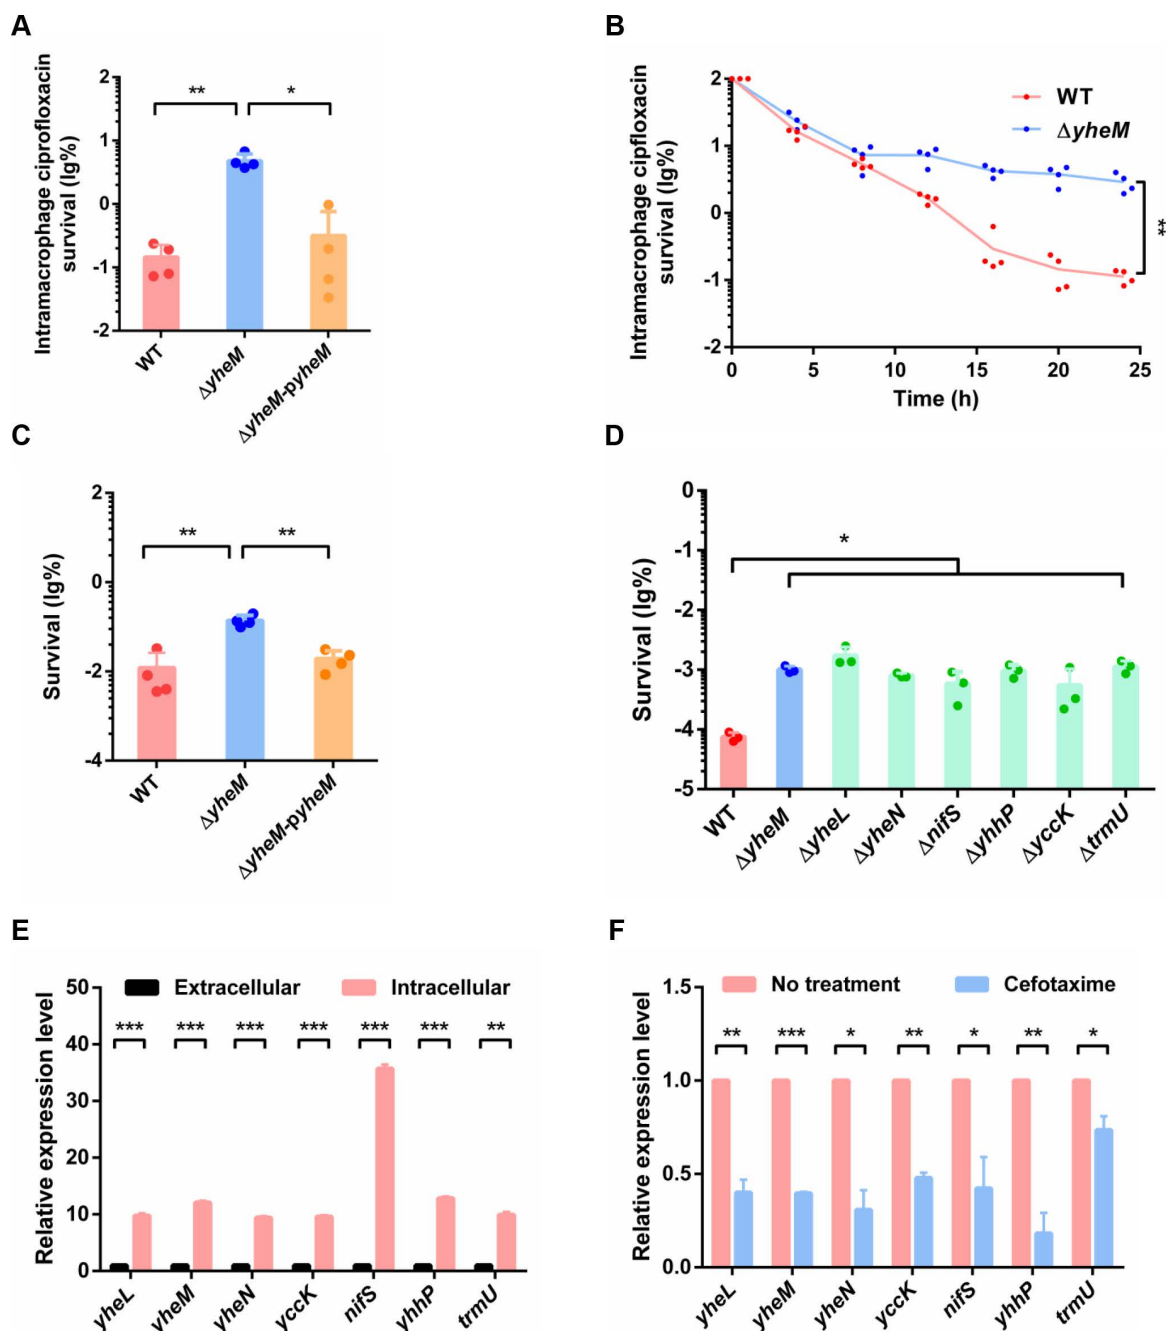 A
Intramacrophage ciprofloxacin
survival (lg%)
2
1
0
-1
-2
**
*
WT
ΔyheM
ΔyheM-pyheM
B
Intramacrophage cipfloxacin
survival (lg%)
2
1
0
-1
-2
WT
ΔyheM
**
0
5
10
15
20
25
Time (h)
C
Survival (lg%)
2
0
-2
-4
**
**
WT
ΔyheM
ΔyheM-pyheM
D
Survival (lg%)
0
-1
-2
-3
-4
-5
*
WT
ΔyheM
ΔyheL
ΔyheN
ΔnifS
ΔyhhP
ΔyccK
ΔtrmU
E
Relative expression level
50
40
30
20
10
0
Extracellular
Intracellular
***
***
***
***
***
***
**
yheL
yheM
yheN
yccK
nifS
yhhP
trmU
F
Relative expression level
1.5
1.0
0.5
0.0
No treatment
Cefotaxime
**
***
*
**
*
**
*
yheL
yheM
yheN
yccK
nifS
yhhP
trmU